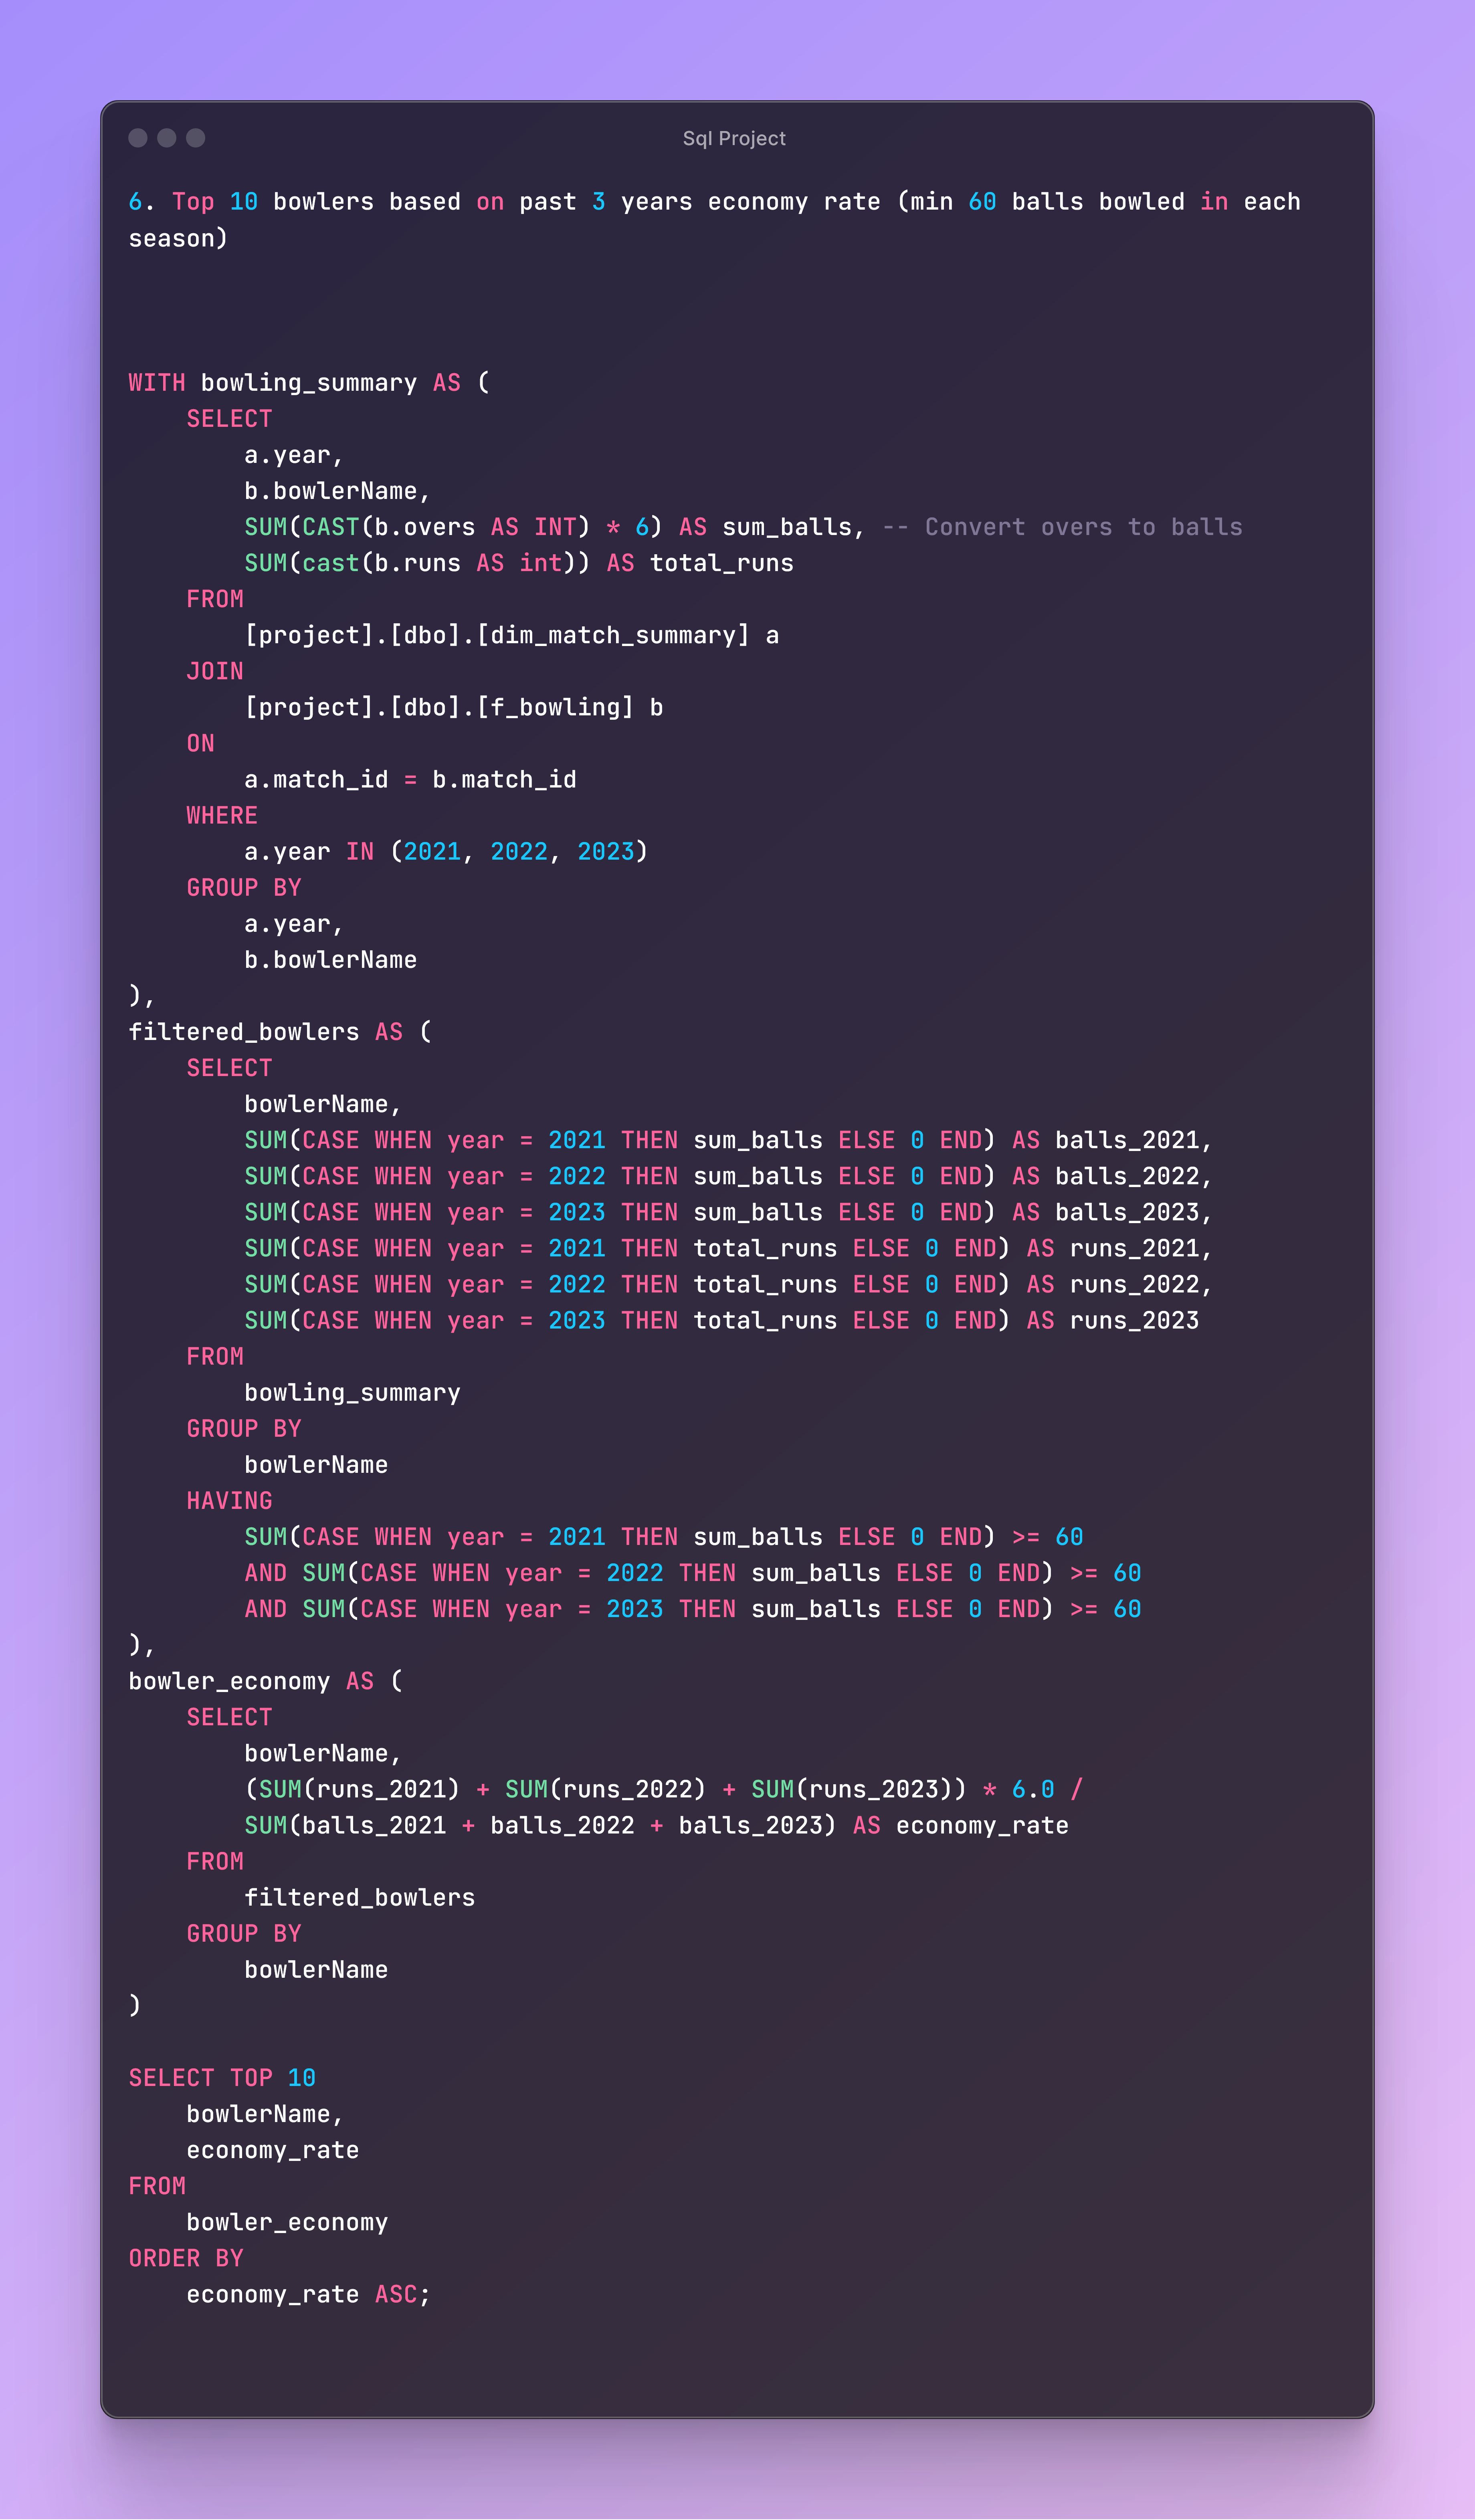 Sql Project
6. Top 10 bowlers based on past 3 years economy rate (min 60 balls bowled in each
season)
WITH bowling_summary AS (
    SELECT
        a.year,
        b.bowlerName,
        SUM(CAST(b.overs AS INT) * 6) AS sum_balls, -- Convert overs to balls
        SUM(cast(b.runs AS int)) AS total_runs
    FROM
        [project].[dbo].[dim_match_summary] a
    JOIN
        [project].[dbo].[f_bowling] b
    ON
        a.match_id = b.match_id
    WHERE
        a.year IN (2021, 2022, 2023)
    GROUP BY
        a.year,
        b.bowlerName
),
filtered_bowlers AS (
    SELECT
        bowlerName,
        SUM(CASE WHEN year = 2021 THEN sum_balls ELSE 0 END) AS balls_2021,
        SUM(CASE WHEN year = 2022 THEN sum_balls ELSE 0 END) AS balls_2022,
        SUM(CASE WHEN year = 2023 THEN sum_balls ELSE 0 END) AS balls_2023,
        SUM(CASE WHEN year = 2021 THEN total_runs ELSE 0 END) AS runs_2021,
        SUM(CASE WHEN year = 2022 THEN total_runs ELSE 0 END) AS runs_2022,
        SUM(CASE WHEN year = 2023 THEN total_runs ELSE 0 END) AS runs_2023
    FROM
        bowling_summary
    GROUP BY
        bowlerName
    HAVING
        SUM(CASE WHEN year = 2021 THEN sum_balls ELSE 0 END) >= 60
        AND SUM(CASE WHEN year = 2022 THEN sum_balls ELSE 0 END) >= 60
        AND SUM(CASE WHEN year = 2023 THEN sum_balls ELSE 0 END) >= 60
),
bowler_economy AS (
    SELECT
        bowlerName,
        (SUM(runs_2021) + SUM(runs_2022) + SUM(runs_2023)) * 6.0 /
        SUM(balls_2021 + balls_2022 + balls_2023) AS economy_rate
    FROM
        filtered_bowlers
    GROUP BY
        bowlerName
)
SELECT TOP 10
    bowlerName,
    economy_rate
FROM
    bowler_economy
ORDER BY
    economy_rate ASC;